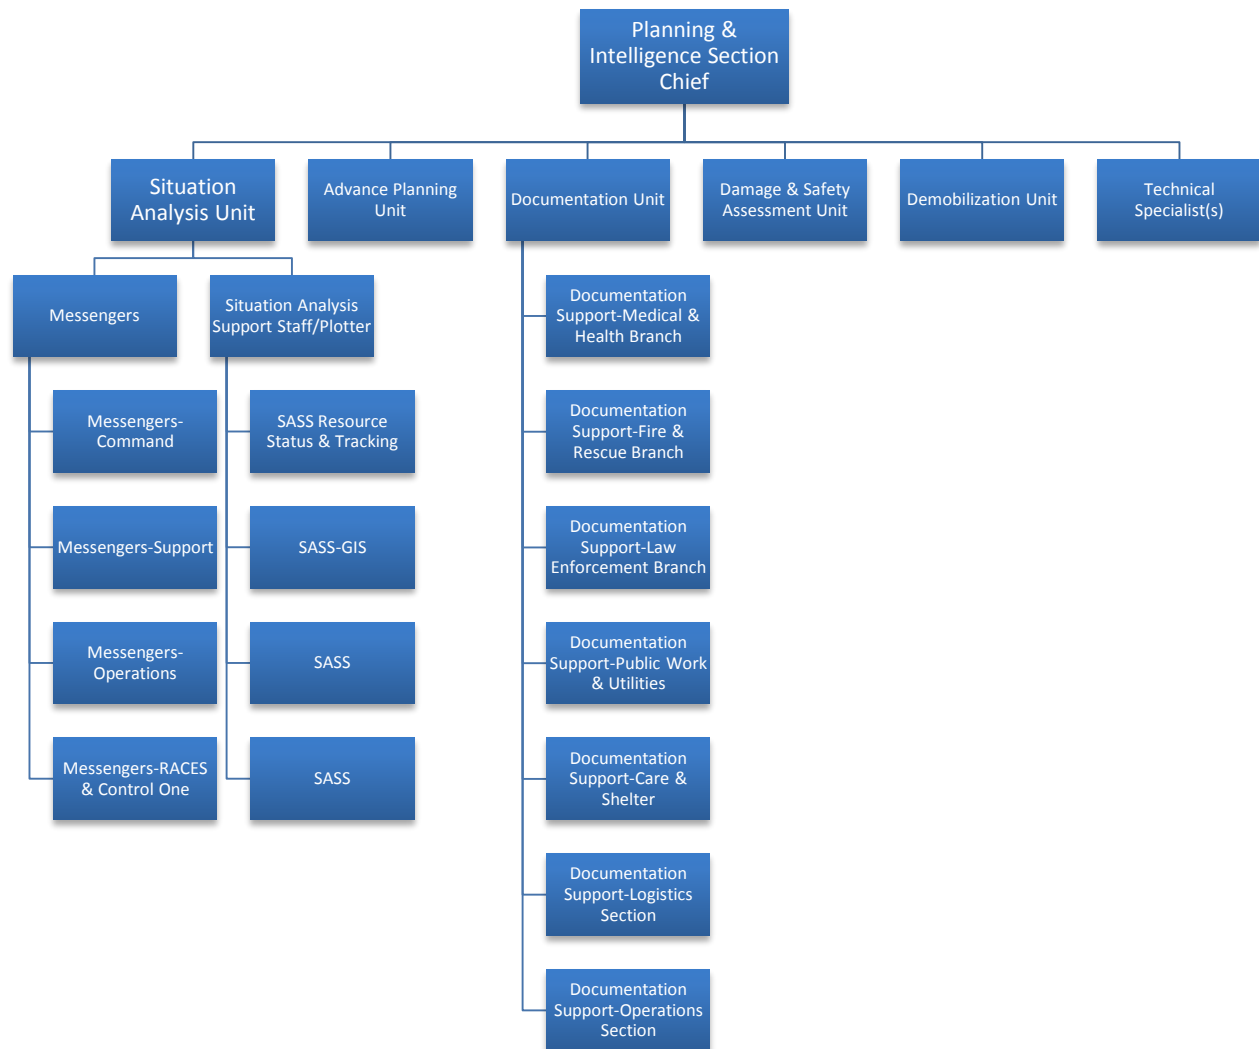 Planning &
Intelligence Section
Chief
Situation
Analysis Unit
Advance Planning
Unit
Documentation Unit
Damage & Safety
Assessment Unit
Demobilization Unit
Technical
Specialist(s)
Messengers
Situation Analysis
Support Staff/Plotter
Messengers-
Command
Messengers-Support
Messengers-
Operations
Messengers-RACES
& Control One
SASS Resource
Status & Tracking
SASS-GIS
SASS
SASS
Documentation
Support-Medical &
Health Branch
Documentation
Support-Fire &
Rescue Branch
Documentation
Support-Law
Enforcement Branch
Documentation
Support-Public Work
& Utilities
Documentation
Support-Care &
Shelter
Documentation
Support-Logistics
Section
Documentation
Support-Operations
Section